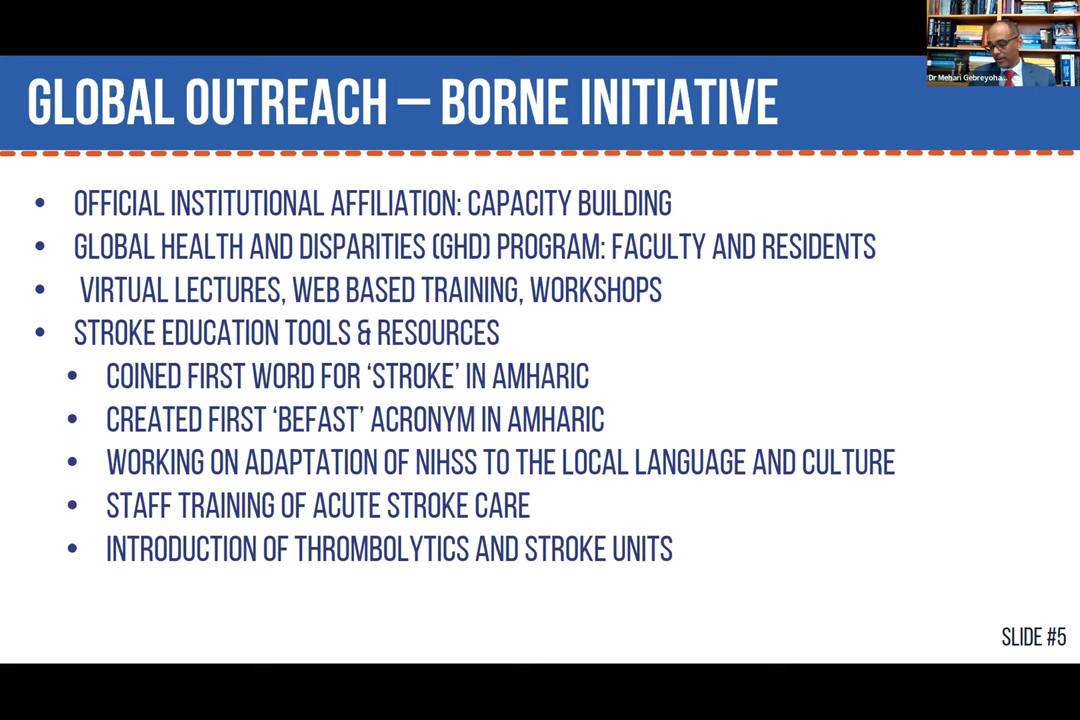 Dr Mehari Gebreyoha...
GLOBAL OUTREACH – BORNE INITIATIVE
• OFFICIAL INSTITUTIONAL AFFILIATION: CAPACITY BUILDING
• GLOBAL HEALTH AND DISPARITIES (GHD) PROGRAM: FACULTY AND RESIDENTS
• VIRTUAL LECTURES, WEB BASED TRAINING, WORKSHOPS
• STROKE EDUCATION TOOLS & RESOURCES
• COINED FIRST WORD FOR ‘STROKE’ IN AMHARIC
• CREATED FIRST ‘BEFAST’ ACRONYM IN AMHARIC
• WORKING ON ADAPTATION OF NIHSS TO THE LOCAL LANGUAGE AND CULTURE
• STAFF TRAINING OF ACUTE STROKE CARE
• INTRODUCTION OF THROMBOLYTICS AND STROKE UNITS
SLIDE #5